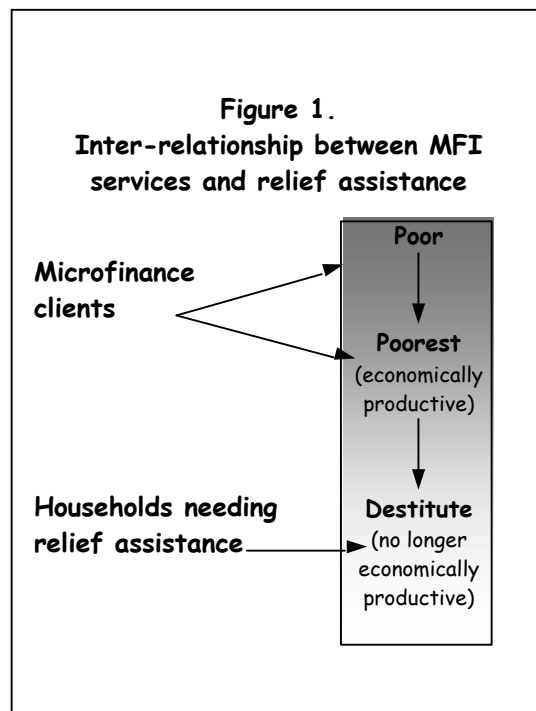 Figure 1.
Inter-relationship between MFI
services and relief assistance
Poor
Microfinance
clients
Poorest
(economically
productive)
Households needing
relief assistance
Destitute
(no longer
economically
productive)